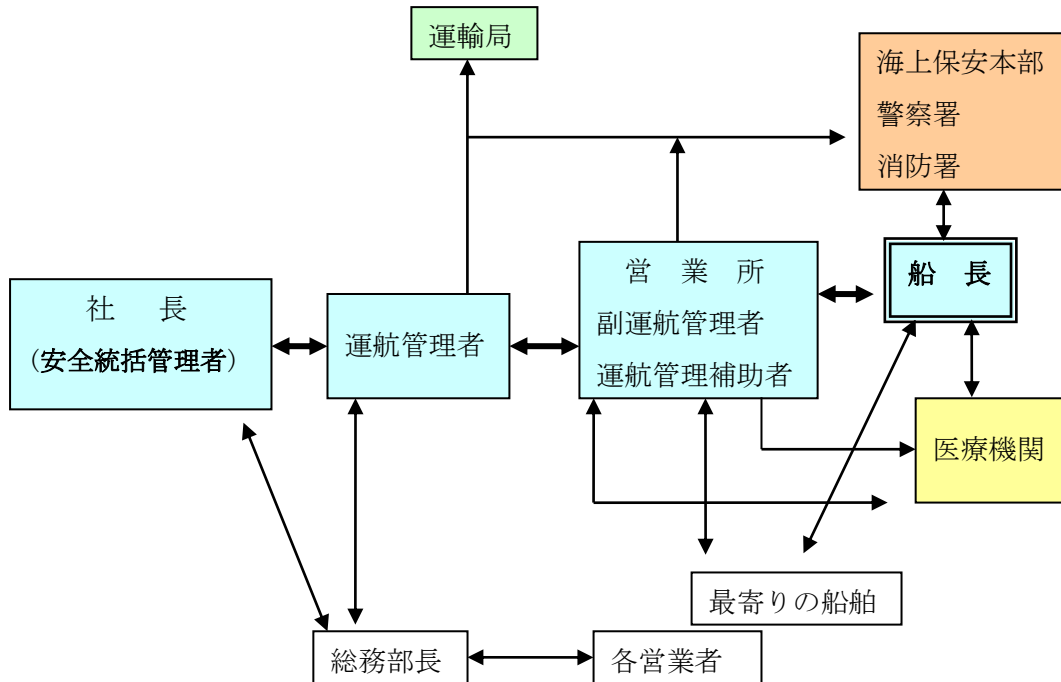 運輸局
海上保安本部
警察署
消防署
船 長
営 業 所
副運航管理者
運航管理補助者
社 長
(安全統括管理者)
運航管理者
医療機関
最寄りの船舶
総務部長
各営業者